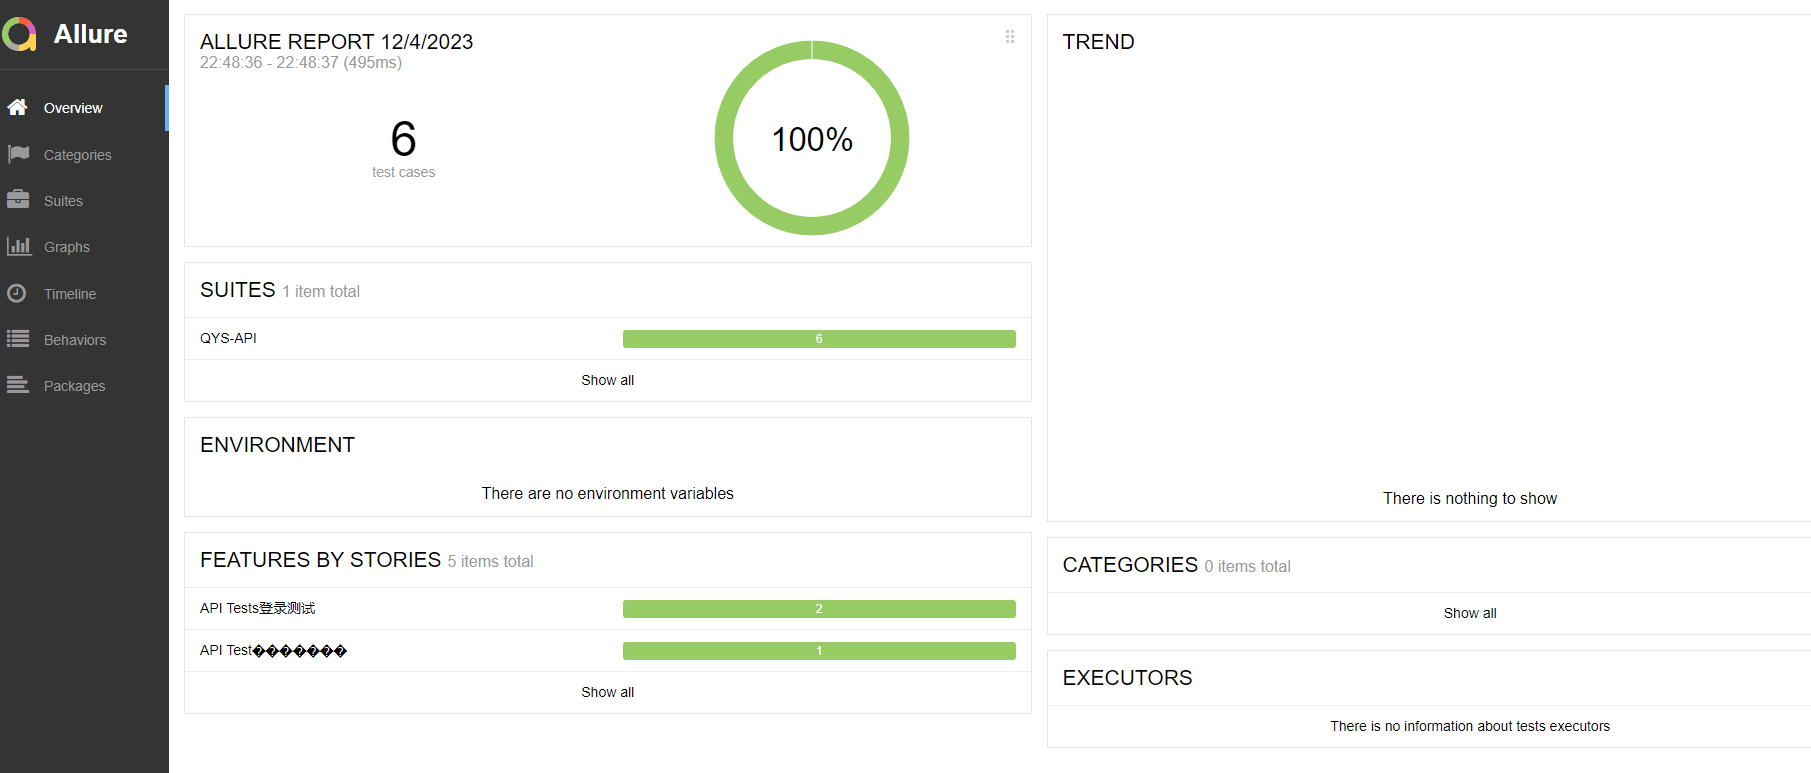 Allure
Overview
Categories
Suites
Graphs
Timeline
Behaviors
Packages
ALLURE REPORT 12/4/2023
22:48:36 - 22:48:37 (495ms)
6
test cases
100%
SUITES 1 item total
QYS-API 6
Show all
ENVIRONMENT
There are no environment variables
FEATURES BY STORIES 5 items total
API Tests登录测试 2
API Test������� 1
Show all
TREND
There is nothing to show
CATEGORIES 0 items total
Show all
EXECUTORS
There is no information about tests executors